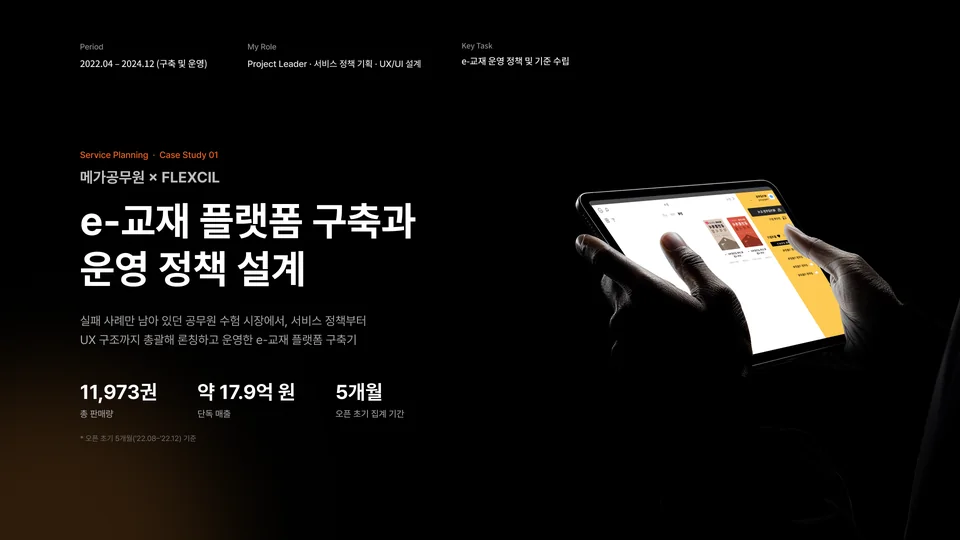 Period
2022.04 – 2024.12 (구축 및 운영)
My Role
Project Leader · 서비스 정책 기획 · UX/UI 설계
Key Task
e-교재 운영 정책 및 기준 수립
Service Planning · Case Study 01
메가공무원 × FLEXCIL
e-교재 플랫폼 구축과
운영 정책 설계
실패 사례만 남아 있던 공무원 수험 시장에서, 서비스 정책부터
UX 구조까지 총괄해 론칭하고 운영한 e-교재 플랫폼 구축기
11,973권
총 판매량
약 17.9억 원
단독 매출
5개월
오픈 초기 집계 기간
* 오픈 초기 5개월('22.08~'22.12) 기준